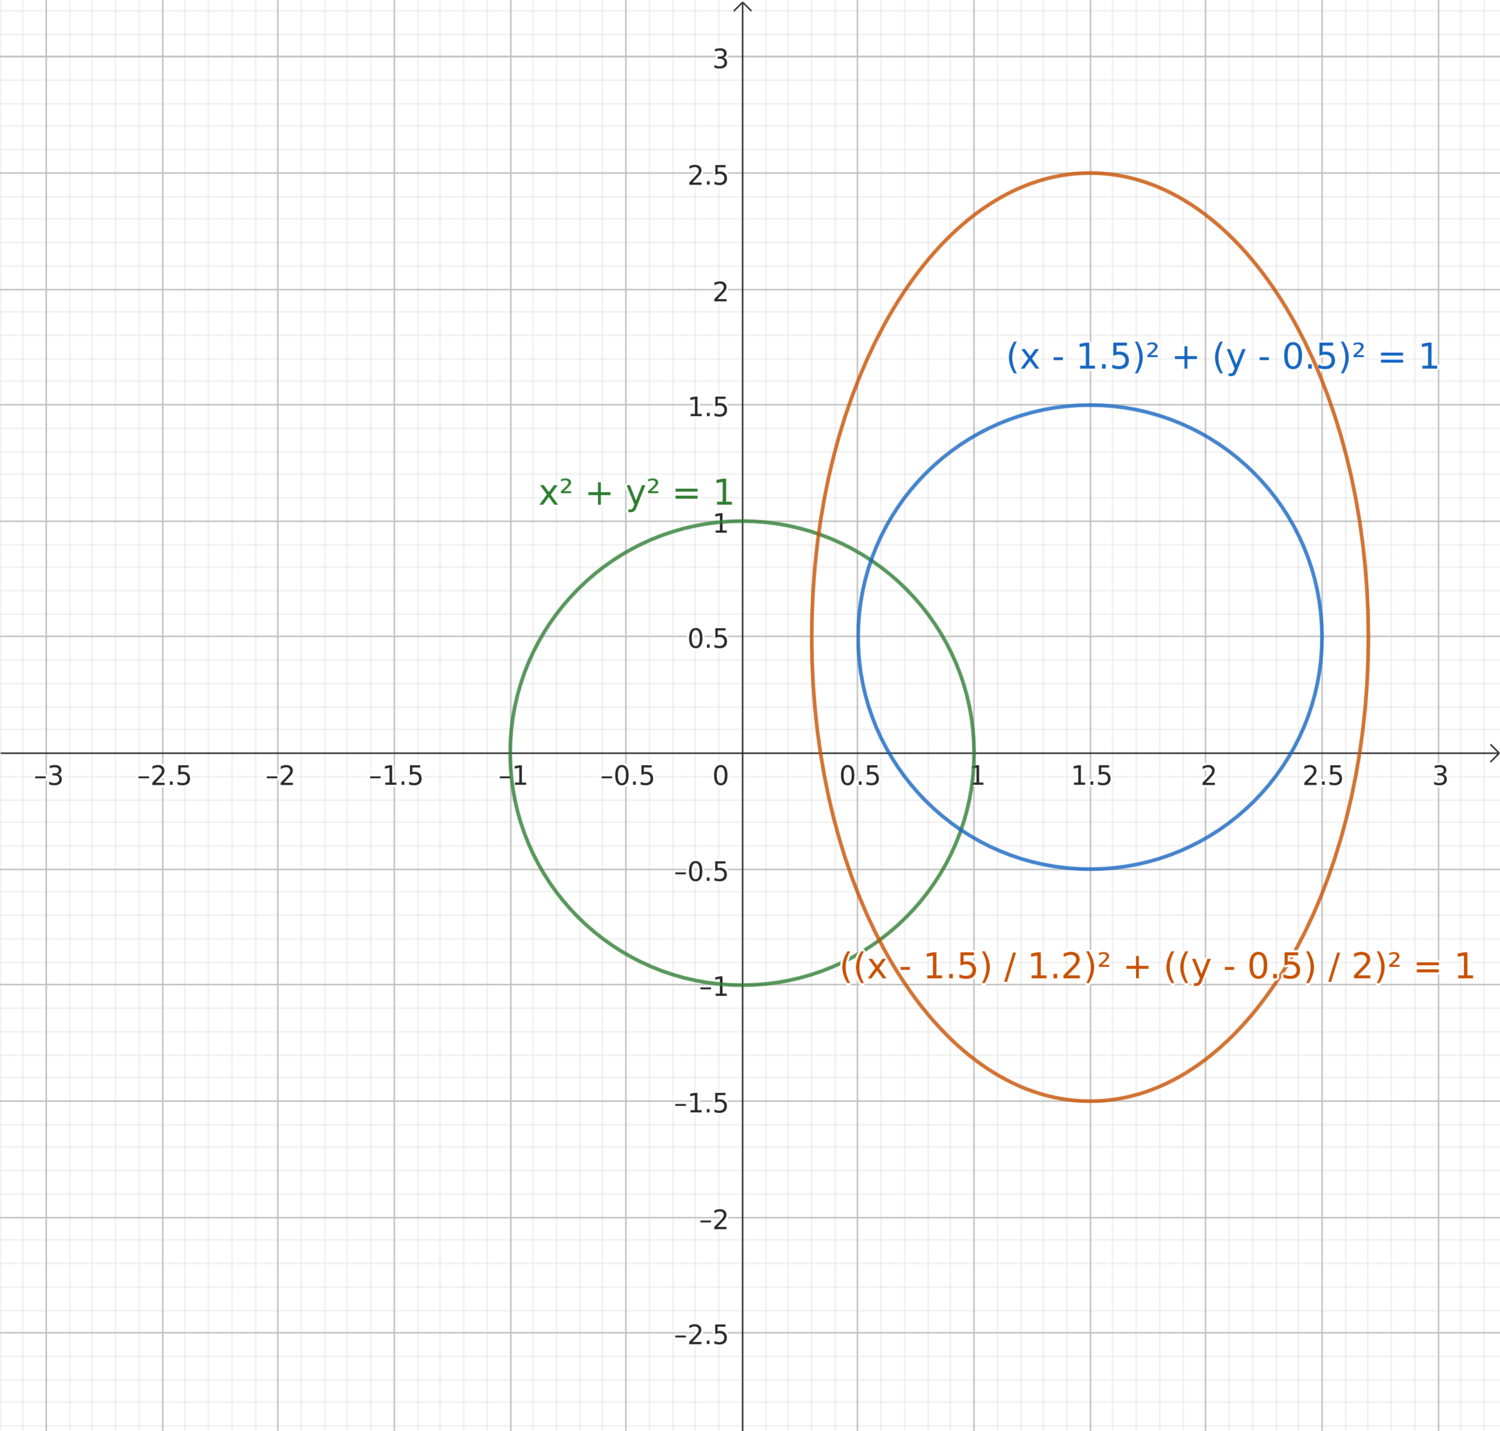 3
2.5
2
(x - 1.5)² + (y - 0.5)² = 1
1.5
x² + y² = 1
1
0.5
–3 –2.5 –2 –1.5 –1 –0.5 0 0.5 1 1.5 2 2.5 3
–0.5
((x - 1.5) / 1.2)² + ((y - 0.5) / 2)² = 1
–1
–1.5
–2
–2.5